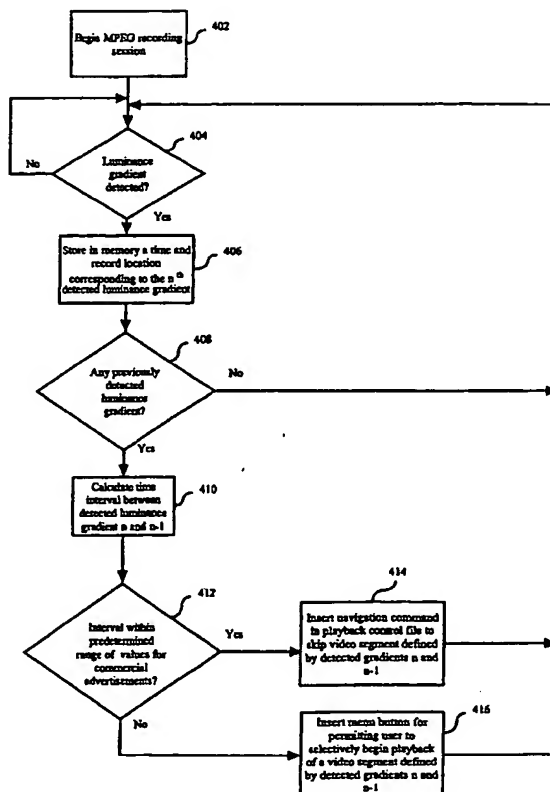 Begin MPEG recording
session
402
404
No
Luminance
gradient
detected?
Yes
Store in memory a time and
record location
corresponding to the n th
detected luminance gradient
406
408
Any previously
detected
luminance
gradient?
No
Yes
Calculate time
interval between
detected luminance
gradient n and n-1
410
412
Interval within
predetermined
range of values for
commercial
advertisments?
Yes
414
Insert navigation command
in playback control file to
skip video segment defined
by detected gradients n and
n-1
No
416
Insert menu button for
permitting user to
selectively begin playback
of a video segment defined
by detected gradients n and
n-1